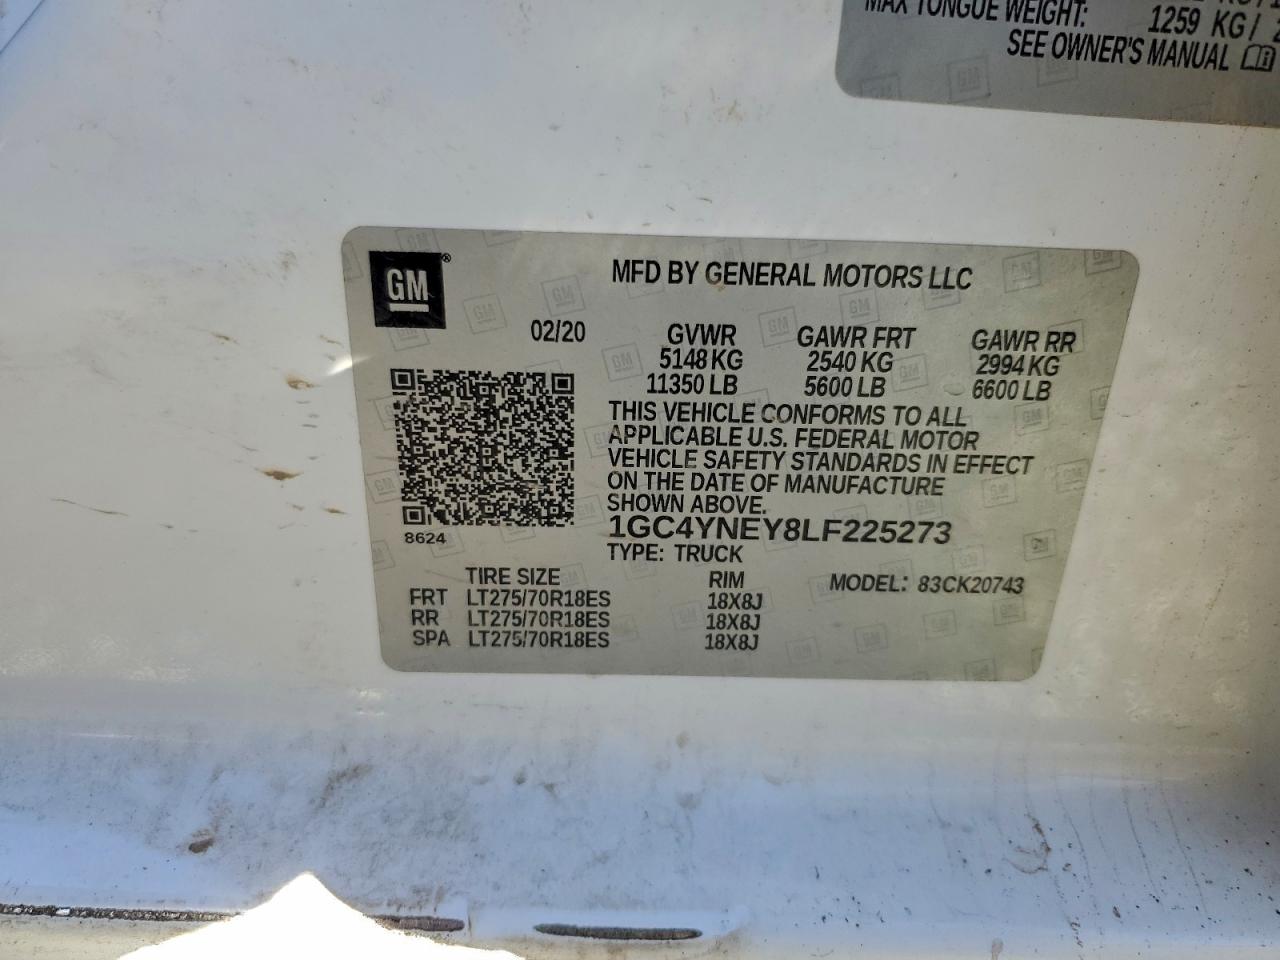 MAX TONGUE WEIGHT: 1259 KG/
SEE OWNER'S MANUAL
GM®
MFD BY GENERAL MOTORS LLC
02/20 GVWR GAWR FRT GAWR RR
5148 KG 2540 KG 2994 KG
11350 LB 5600 LB 6600 LB
THIS VEHICLE CONFORMS TO ALL
APPLICABLE U.S. FEDERAL MOTOR
VEHICLE SAFETY STANDARDS IN EFFECT
ON THE DATE OF MANUFACTURE
SHOWN ABOVE.
1GC4YNEY8LF225273
8624
TYPE: TRUCK
TIRE SIZE RIM MODEL: 83CK20743
FRT LT275/70R18ES 18X8J
RR LT275/70R18ES 18X8J
SPA LT275/70R18ES 18X8J